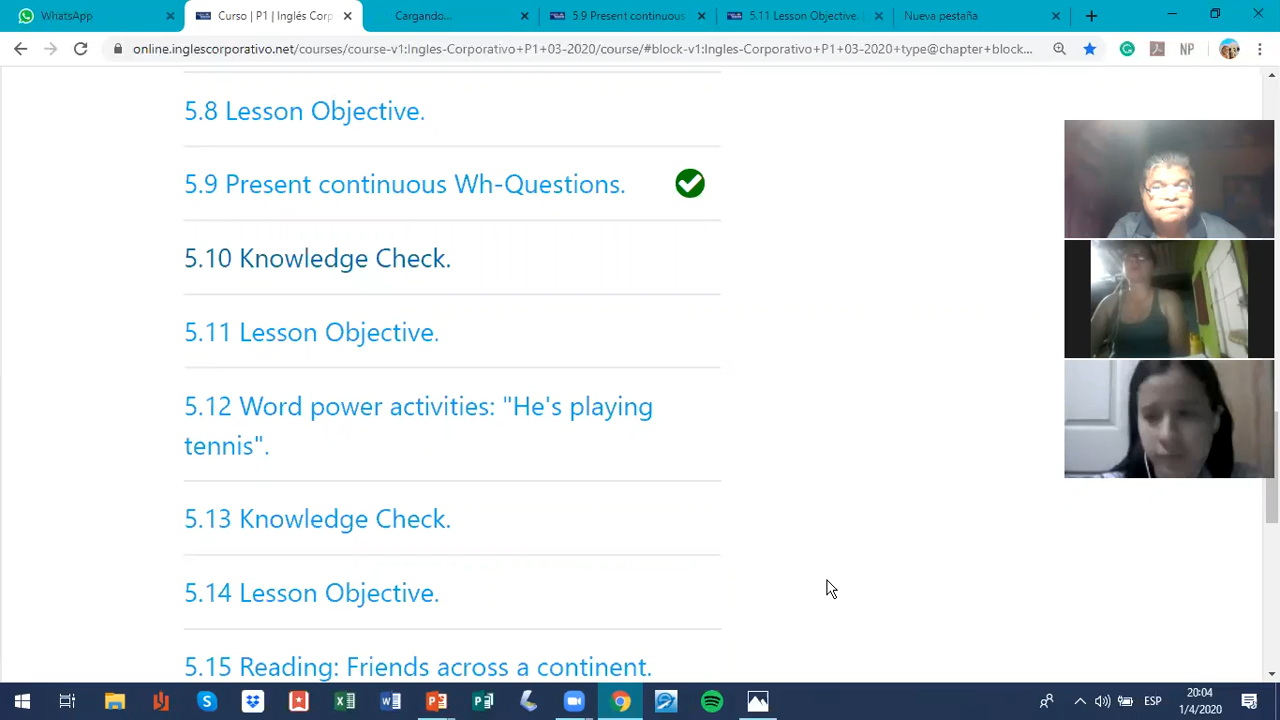 WhatsApp
Curso | P1 | Inglés Corp
Cargando...
5.9 Present continuous
5.11 Lesson Objective.
Nueva pestaña
online.inglescorporativo.net/courses/course-v1:Ingles-Corporativo+P1+03-2020/course/#block-v1:Ingles-Corporativo+P1+03-2020+type@chapter+block...
NP
5.8 Lesson Objective.
5.9 Present continuous Wh-Questions.
5.10 Knowledge Check.
5.11 Lesson Objective.
5.12 Word power activities: "He's playing
tennis".
5.13 Knowledge Check.
5.14 Lesson Objective.
5.15 Reading: Friends across a continent.
ESP
20:04
1/4/2020